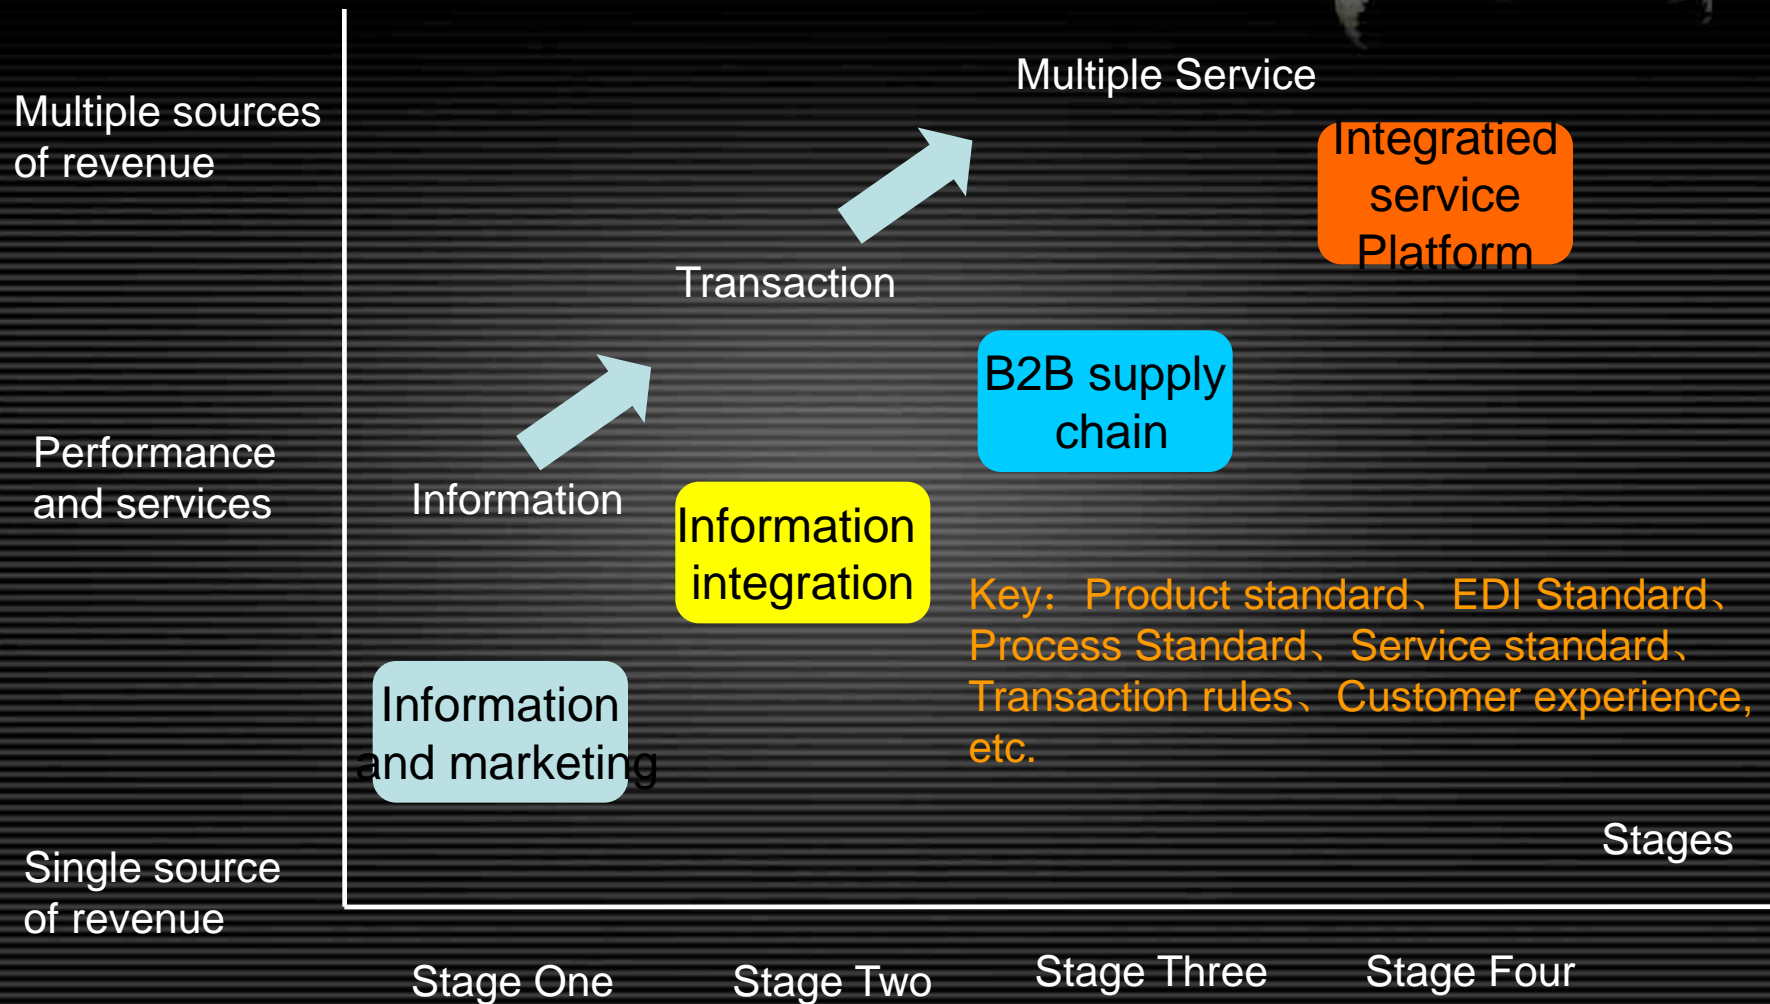 Multiple Service
Multiple sources
of revenue
Integratied
service
Platform
Transaction
B2B supply
chain
Performance
and services
Information
Information
integration
Key：Product standard、EDI Standard、
Process Standard、Service standard、
Transaction rules、Customer experience,
etc.
Information
and marketing
Stages
Single source
of revenue
Stage One
Stage Two
Stage Three
Stage Four